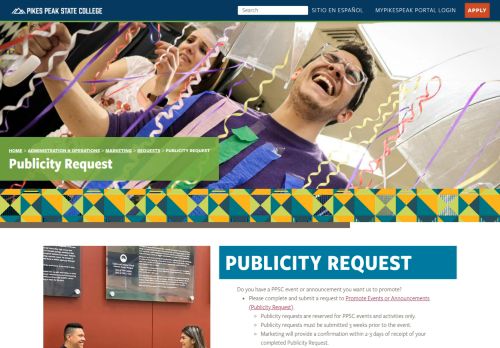 PIKES PEAK STATE COLLEGE
Search
SITIO EN ESPAÑOL
MYPIKESPEAK PORTAL LOGIN
APPLY
HOME > ADMINISTRATION & OPERATIONS > MARKETING > REQUESTS > PUBLICITY REQUEST
Publicity Request
PUBLICITY REQUEST
Do you have a PPSC event or announcement you want us to promote?
Please complete and submit a request to Promote Events or Announcements
(Publicity Request)
Publicity requests are reserved for PPSC events and activities only.
Publicity requests must be submitted 3 weeks prior to the event.
Marketing will provide a confirmation within 2-3 days of receipt of your
completed Publicity Request.